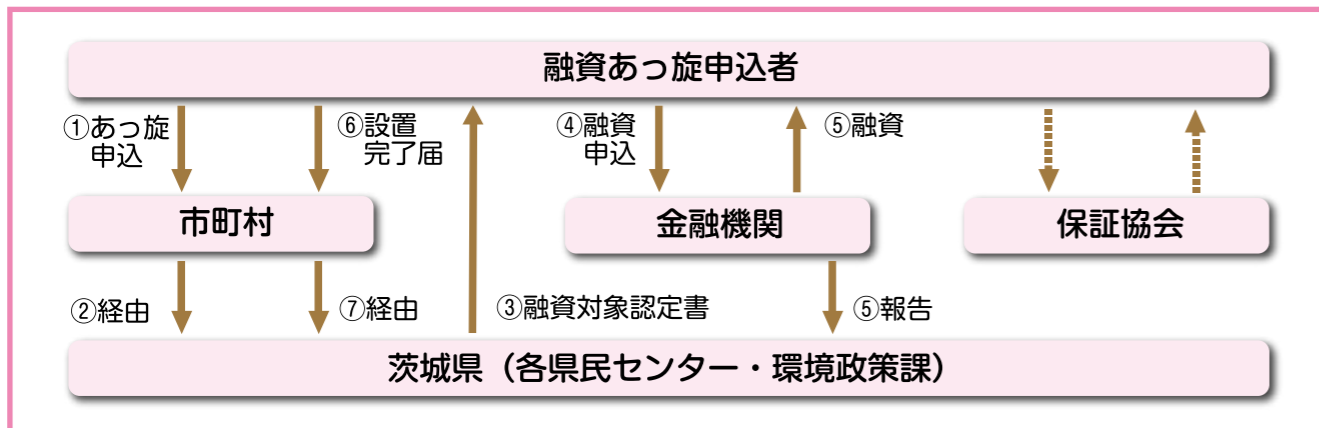 融資あっ旋申込者
①あっ旋
申込
⑥設置
完了届
④融資
申込
⑤融資
市町村
金融機関
保証協会
②経由
⑦経由
③融資対象認定書
⑤報告
茨城県（各県民センター・環境政策課）